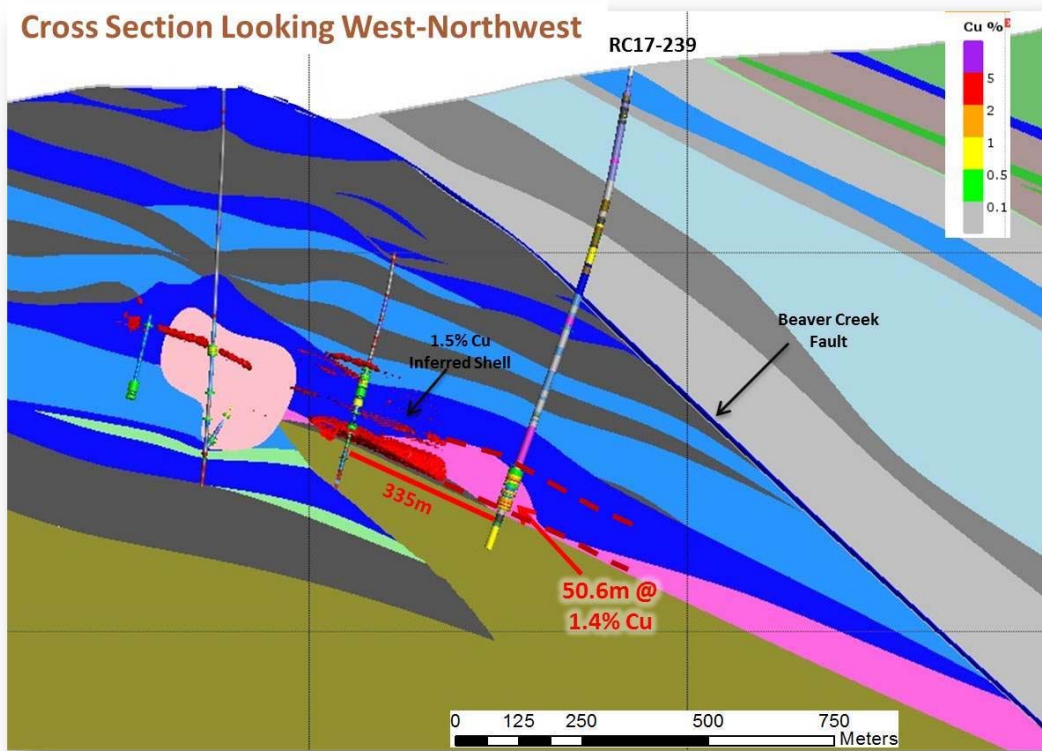 Cross Section Looking West-Northwest
RC17-239
Cu %
5
2
1
0.5
0.1
1.5% Cu
Inferred Shell
Beaver Creek
Fault
335m
50.6m @
1.4% Cu
0 125 250 500 750
Meters